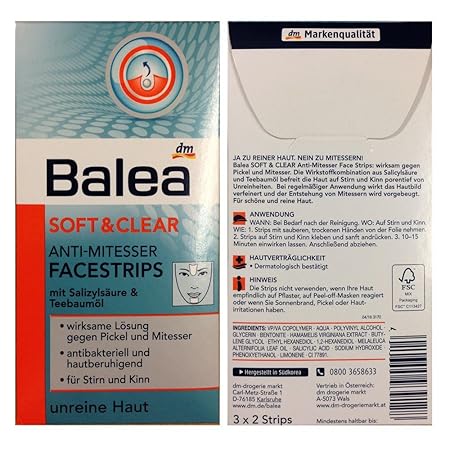 dm
Balea
SOFT & CLEAR
ANTI-MITESSER
FACESTRIPS
mit Salizylsäure &
Teebaumöl
• wirksame Lösung
gegen Pickel und Mitesser
• antibakteriell und
hautberuhigend
• für Stirn und Kinn
unreine Haut
dm Markenqualität
JA ZU REINER HAUT. NEIN ZU MITESSERN!
Balea SOFT & CLEAR Anti-Mitesser Face Strips: wirksam gegen
Pickel und Mitesser. Die Wirkstoffkombination aus Salicylsäure
und Teebaumöl befreit die Haut auf Stirn und Kinn porentief von
Unreinheiten. Bei regelmäßiger Anwendung wirkt das Hautbild
verfeinert und der Entstehung von Mitessern wird vorgebeugt.
Für schöne und reine Haut.
ANWENDUNG
WANN: Bei Bedarf nach der Reinigung. WO: Auf Stirn und Kinn.
WIE: 1. Strips mit sauberen, trockenen Händen von der Folie nehmen.
2. Strips auf Stirn und Kinn kleben und sanft andrücken. 3. 10-15
Minuten einwirken lassen. Anschließend abziehen.
HAUTVERTRÄGLICHKEIT
• Dermatologisch bestätigt
HINWEIS
Die Strips nicht verwenden, wenn Ihre Haut
empfindlich auf Pflaster, auf Peel-off-Masken reagiert
oder wenn Sie Sonnenbrand, Pickel oder Haut-
irritationen haben.
FSC
MIX
Packaging
FSC® C113427
04/16 3170
INGREDIENTS: VP/VA COPOLYMER · AQUA · POLYVINYL ALCOHOL ·
GLYCERIN · BENTONITE · HAMAMELIS VIRGINIANA EXTRACT · BUTY-
LENE GLYCOL · ETHYL HEXANEDIOL · 1,2-HEXANEDIOL · MELALEUCA
ALTERNIFOLIA LEAF OIL · SALICYLIC ACID · SODIUM HYDROXIDE
PHENOXYETHANOL · LIMONENE · CI 77891.
7
Hergestellt in Südkorea
0800 3658633
dm-drogerie markt
Carl-Metz-Straße 1
D-76185 Karlsruhe
www.dm.de/balea
Vertrieb in Österreich:
dm drogerie markt
A-5073 Wals
www.dm-drogeriemarkt.at
3 x 2 Strips
Mindestens haltbar bis: